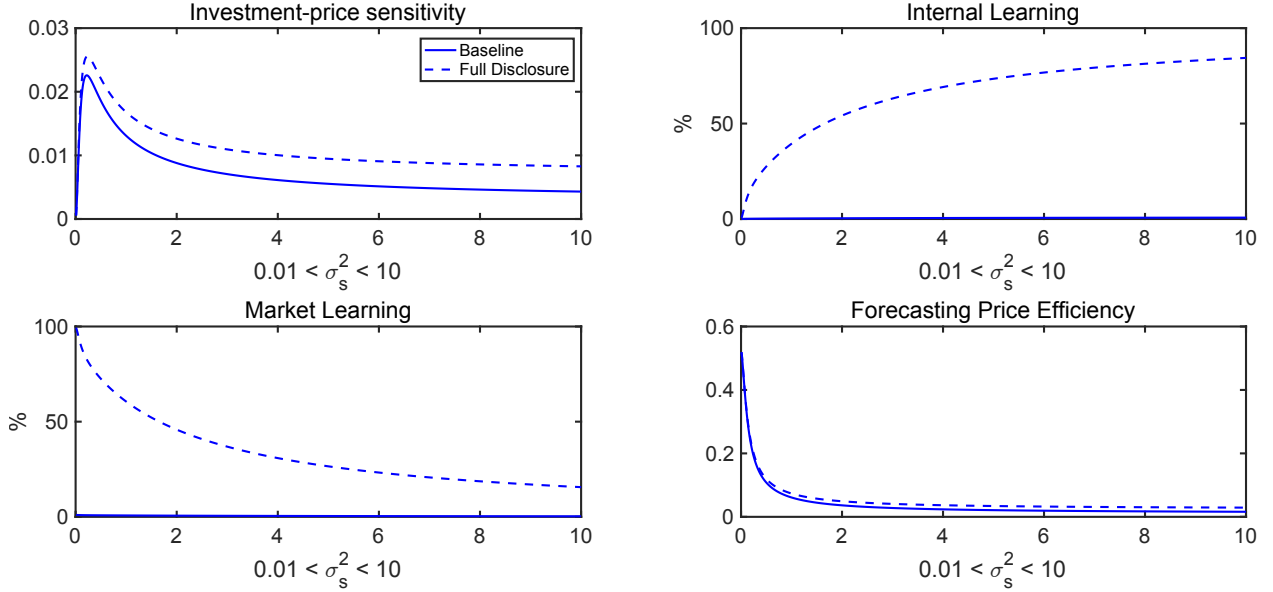 Investment-price sensitivity
0.03
0.02
0.01
0
Baseline
Full Disclosure
0 2 4 6 8 10
0.01 < σ_s^2 < 10
Internal Learning
%
100
50
0
0 2 4 6 8 10
0.01 < σ_s^2 < 10
Market Learning
%
100
50
0
0 2 4 6 8 10
0.01 < σ_s^2 < 10
Forecasting Price Efficiency
0.6
0.4
0.2
0
0 2 4 6 8 10
0.01 < σ_s^2 < 10